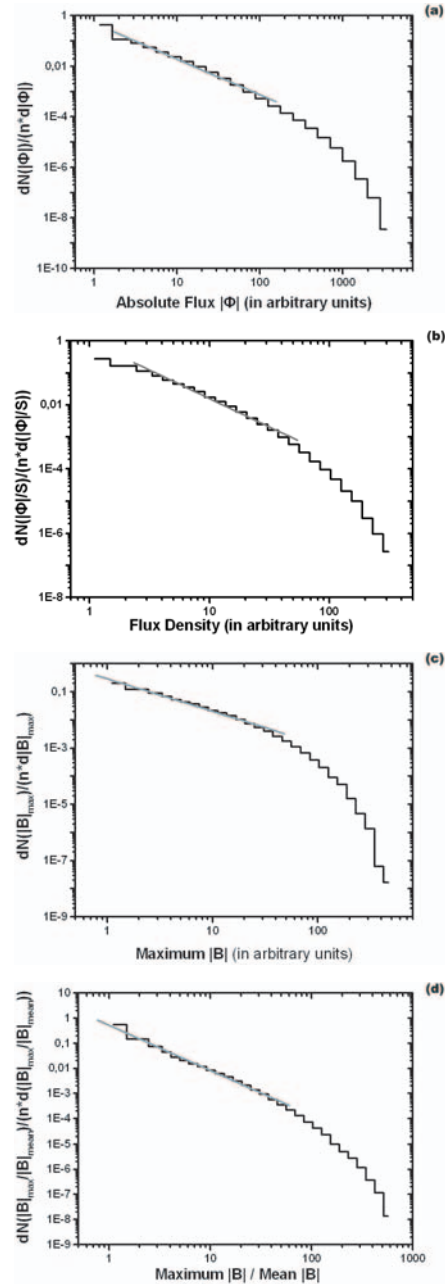 (a)
1
0,01
1E-4
1E-6
1E-8
1E-10
dN(|Φ|)/(n*d|Φ|)
1 10 100 1000
Absolute Flux |Φ| (in arbitrary units)
(b)
1
0,01
1E-4
1E-6
1E-8
dN(|Φ|/S)/(n*d(|Φ|/S))
1 10 100
Flux Density (in arbitrary units)
(c)
0,1
1E-3
1E-5
1E-7
1E-9
dN(|B|max)/(n*d|B|max)
1 10 100
Maximum |B| (in arbitrary units)
(d)
10
1
0,1
0,01
1E-3
1E-4
1E-5
1E-6
1E-7
1E-8
1E-9
dN(|B|max/|B|mean)/(n*d(|B|max/|B|mean))
1 10 100 1000
Maximum |B| / Mean |B|